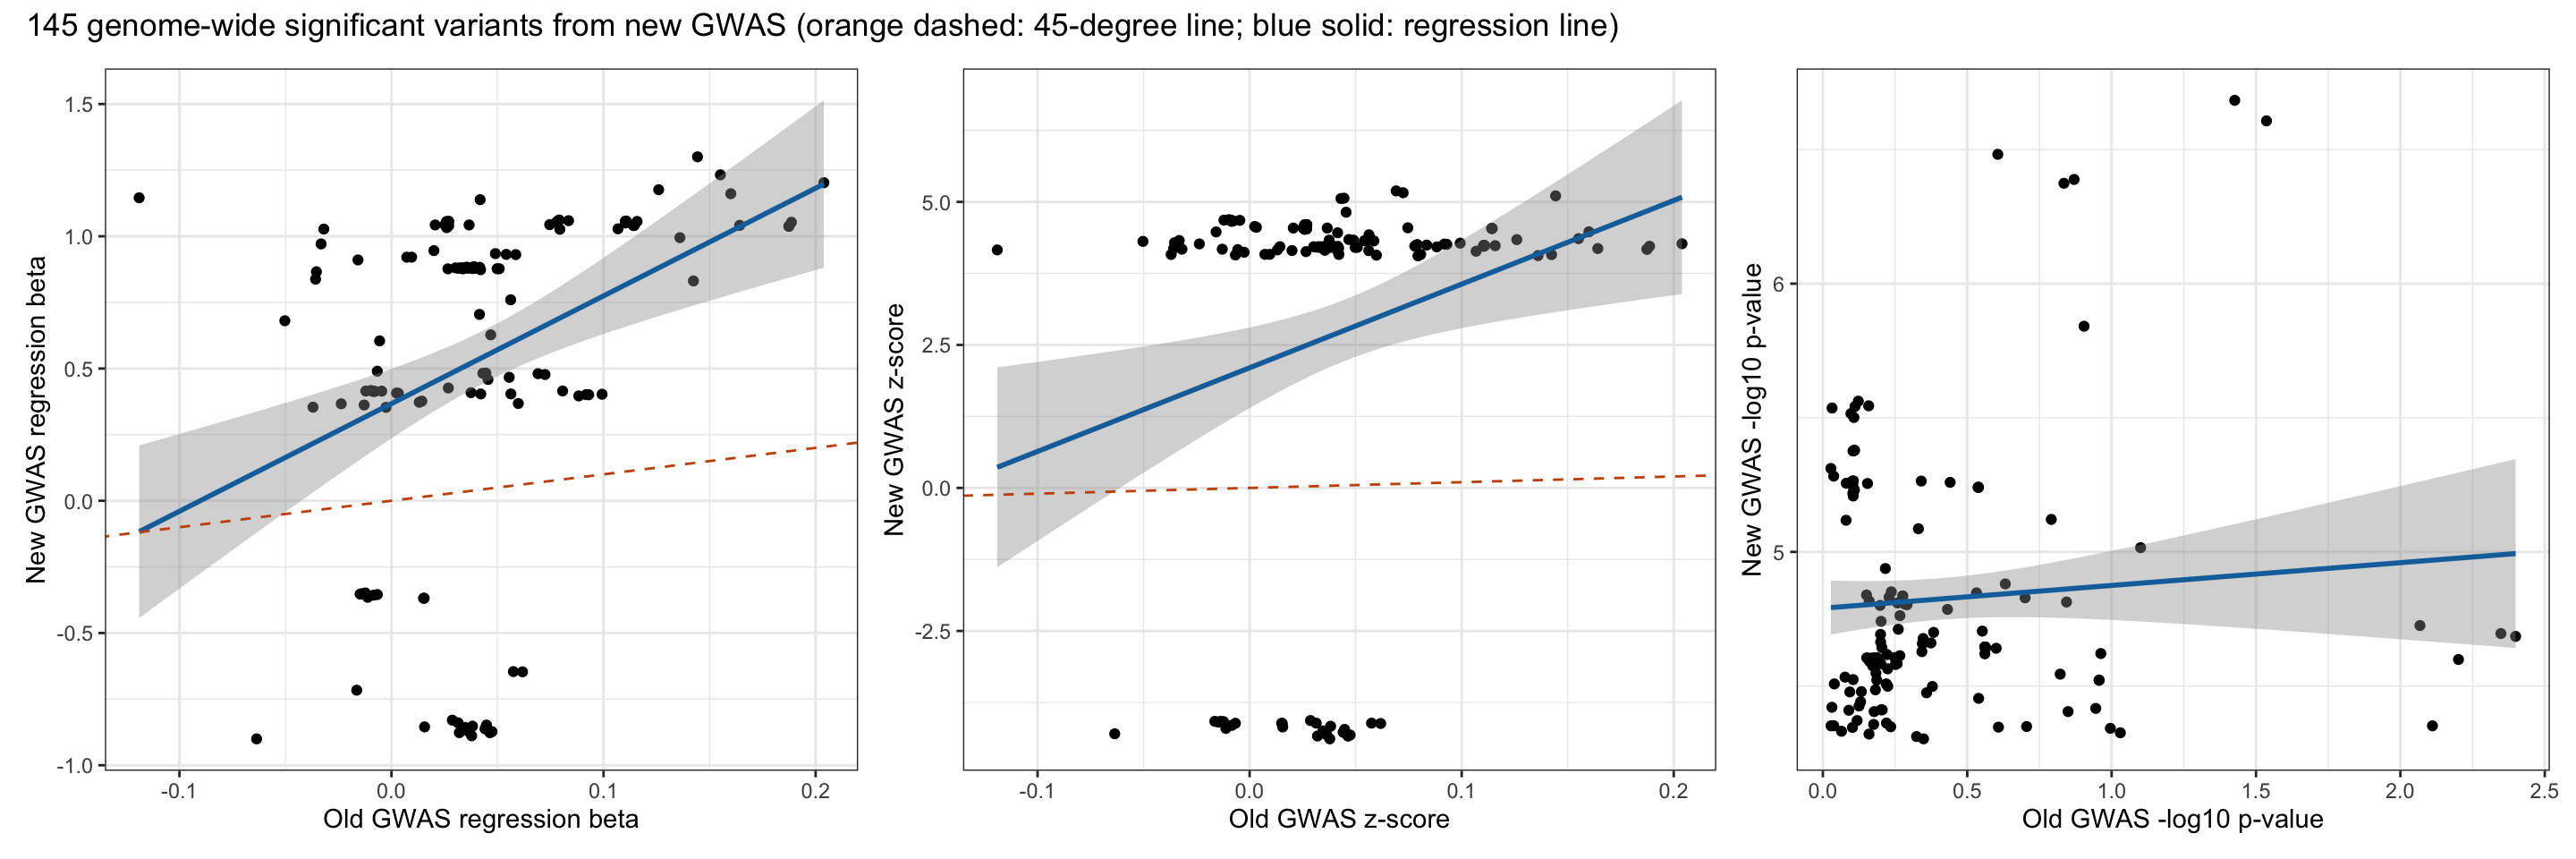 145 genome-wide significant variants from new GWAS (orange dashed: 45-degree line; blue solid: regression line)
New GWAS regression beta
1.5
1.0
0.5
0.0
-0.5
-1.0
-0.1 0.0 0.1 0.2
Old GWAS regression beta
New GWAS z-score
5.0
2.5
0.0
-2.5
-0.1 0.0 0.1 0.2
Old GWAS z-score
New GWAS -log10 p-value
6
5
0.0 0.5 1.0 1.5 2.0 2.5
Old GWAS -log10 p-value